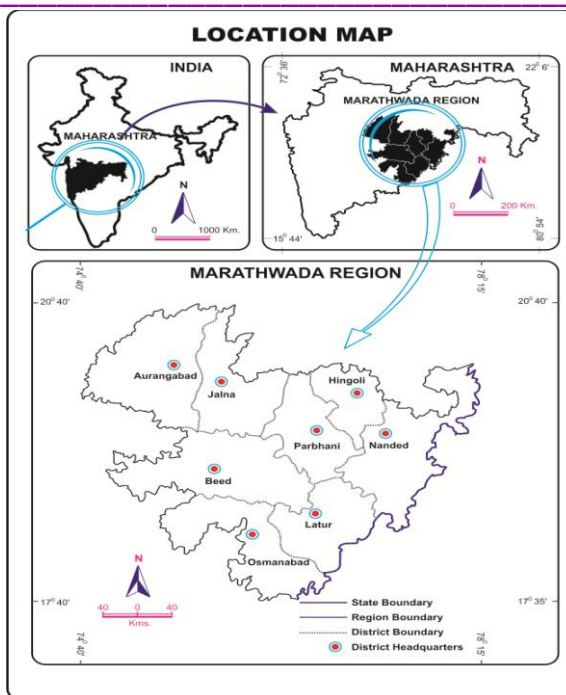 LOCATION MAP
INDIA
MAHARASHTRA
N
0 1000 Km.
MAHARASHTRA
72° 36'
22° 6'
MARATHWADA REGION
N
0 200 Km.
15° 44'
80° 54'
MARATHWADA REGION
74° 40'
78° 15'
20° 40'
20° 40'
Aurangabad
Jalna
Hingoli
Parbhani
Nanded
Beed
Latur
Osmanabad
N
40 0 40
Kms.
17° 40'
17° 35'
State Boundary
Region Boundary
District Boundary
District Headquarters
74° 40'
78° 15'